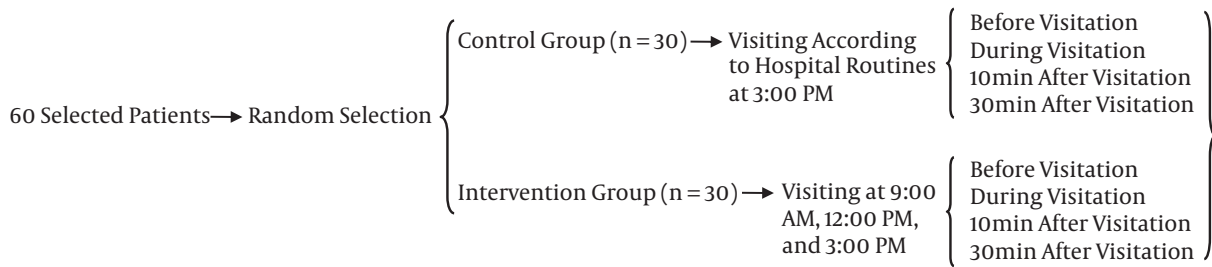 60 Selected Patients → Random Selection
Control Group (n = 30) → Visiting According
to Hospital Routines
at 3:00 PM
Before Visitation
During Visitation
10min After Visitation
30min After Visitation
Intervention Group (n = 30) → Visiting at 9:00
AM, 12:00 PM,
and 3:00 PM
Before Visitation
During Visitation
10min After Visitation
30min After Visitation